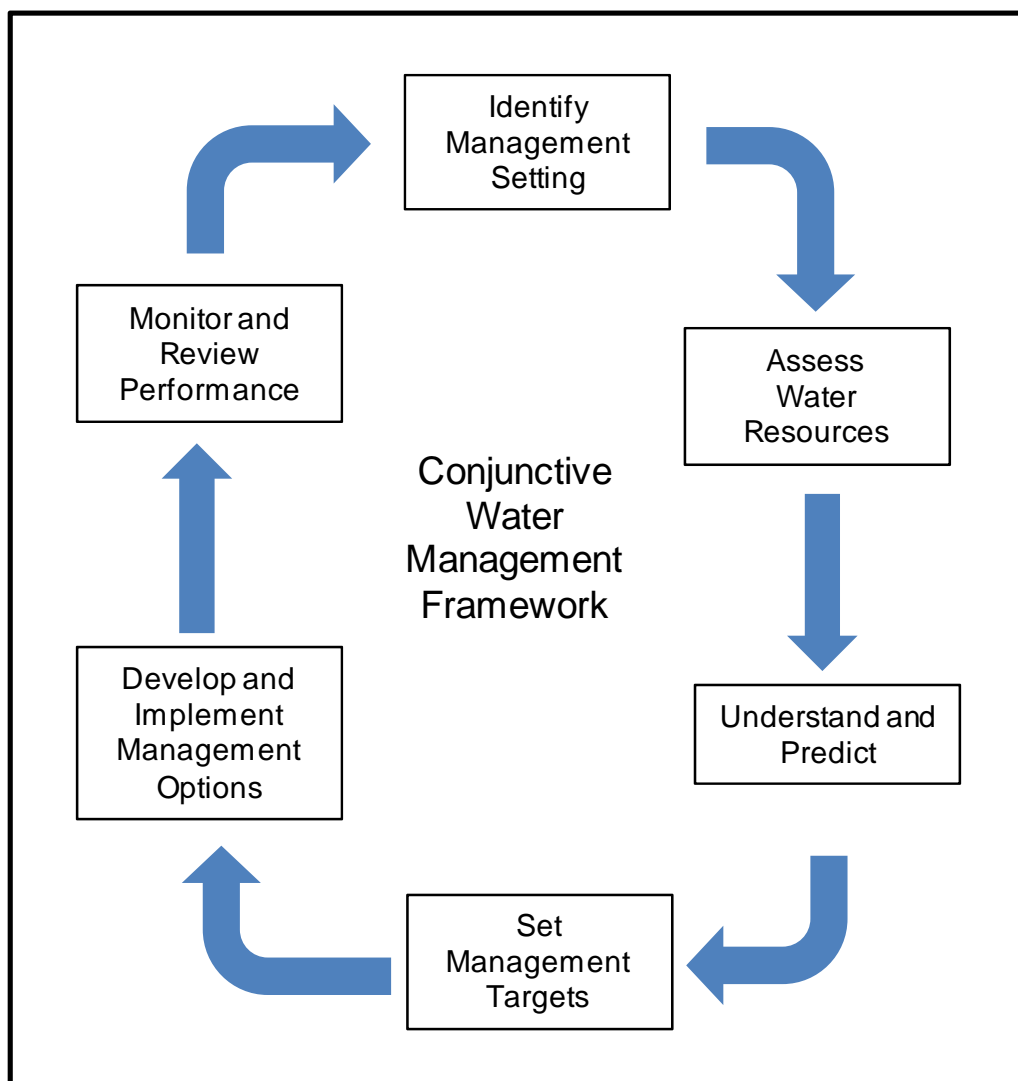 Identify
Management
Setting
Assess
Water
Resources
Understand and
Predict
Set
Management
Targets
Develop and
Implement
Management
Options
Monitor and
Review
Performance
Conjunctive
Water
Management
Framework